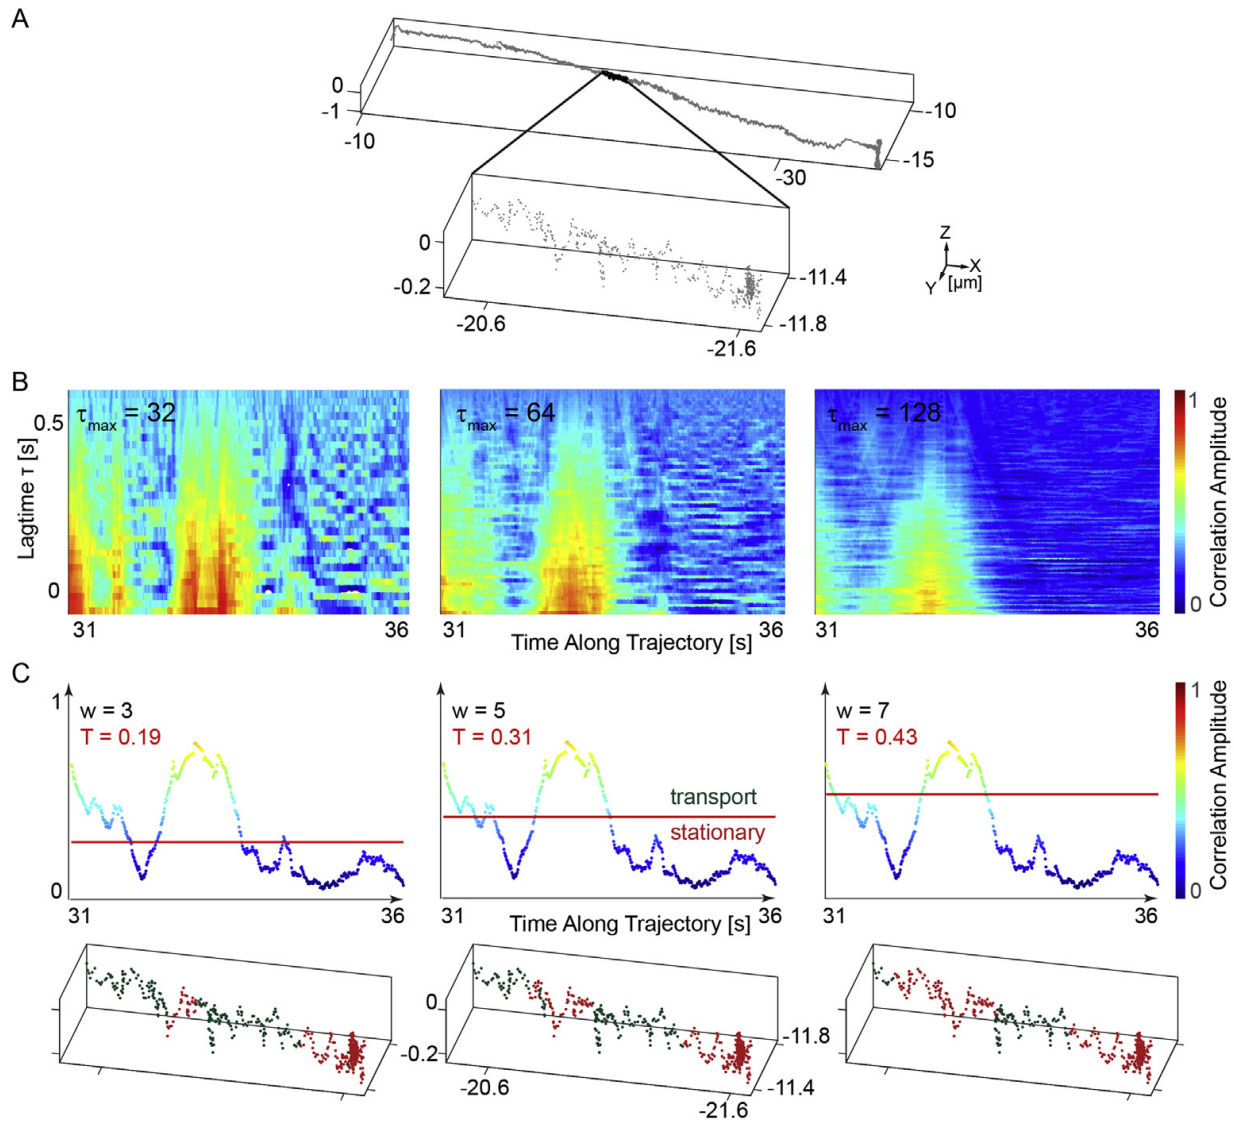 A
0
-1
-10
-10
-15
-30
0
-0.2
-11.4
-11.8
-20.6
-21.6
Z
X
Y
[µm]
B
τmax = 32
τmax = 64
τmax = 128
0.5
0
Lagtime τ [s]
31
36
31
36
31
36
Time Along Trajectory [s]
1
0
Correlation Amplitude
C
1
0
w = 3
T = 0.19
w = 5
T = 0.31
w = 7
T = 0.43
transport
stationary
31
36
31
36
31
36
Time Along Trajectory [s]
1
0
Correlation Amplitude
0
-0.2
-11.8
-11.4
-20.6
-21.6